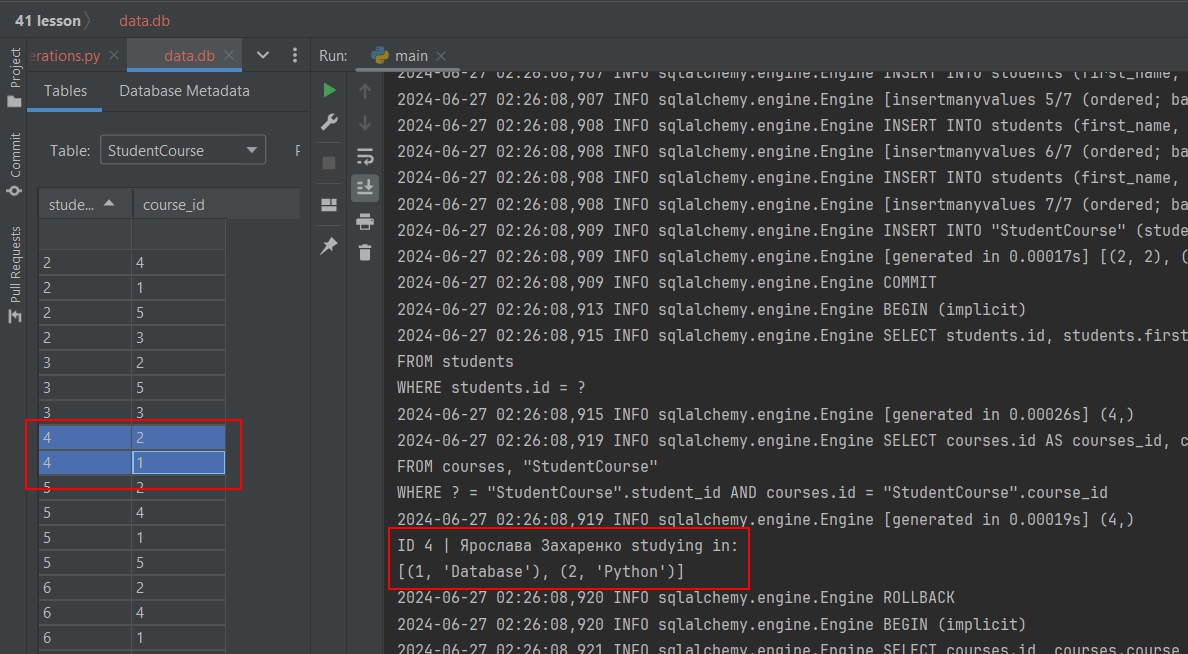 41 lesson data.db
erations.py data.db Run: main
Tables Database Metadata
Project
Commit
Pull Requests
Table: StudentCourse
stude... course_id
2 4
2 1
2 5
2 3
3 2
3 5
3 3
4 2
4 1
5 2
5 4
5 1
5 5
6 2
6 4
6 1
2024-06-27 02:26:08,907 INFO sqlalchemy.engine.Engine INSERT INTO students (first_name,
2024-06-27 02:26:08,907 INFO sqlalchemy.engine.Engine [insertmanyvalues 5/7 (ordered; ba
2024-06-27 02:26:08,908 INFO sqlalchemy.engine.Engine INSERT INTO students (first_name,
2024-06-27 02:26:08,908 INFO sqlalchemy.engine.Engine [insertmanyvalues 6/7 (ordered; ba
2024-06-27 02:26:08,908 INFO sqlalchemy.engine.Engine INSERT INTO students (first_name,
2024-06-27 02:26:08,908 INFO sqlalchemy.engine.Engine [insertmanyvalues 7/7 (ordered; ba
2024-06-27 02:26:08,909 INFO sqlalchemy.engine.Engine INSERT INTO "StudentCourse" (stude
2024-06-27 02:26:08,909 INFO sqlalchemy.engine.Engine [generated in 0.00017s] [(2, 2), (
2024-06-27 02:26:08,909 INFO sqlalchemy.engine.Engine COMMIT
2024-06-27 02:26:08,913 INFO sqlalchemy.engine.Engine BEGIN (implicit)
2024-06-27 02:26:08,915 INFO sqlalchemy.engine.Engine SELECT students.id, students.first
FROM students
WHERE students.id = ?
2024-06-27 02:26:08,915 INFO sqlalchemy.engine.Engine [generated in 0.00026s] (4,)
2024-06-27 02:26:08,919 INFO sqlalchemy.engine.Engine SELECT courses.id AS courses_id, c
FROM courses, "StudentCourse"
WHERE ? = "StudentCourse".student_id AND courses.id = "StudentCourse".course_id
2024-06-27 02:26:08,919 INFO sqlalchemy.engine.Engine [generated in 0.00019s] (4,)
ID 4 | Ярослава Захаренко studying in:
[(1, 'Database'), (2, 'Python')]
2024-06-27 02:26:08,920 INFO sqlalchemy.engine.Engine ROLLBACK
2024-06-27 02:26:08,920 INFO sqlalchemy.engine.Engine BEGIN (implicit)
2024-06-27 02:26:08,921 INFO sqlalchemy.engine.Engine SELECT courses.id, courses.course